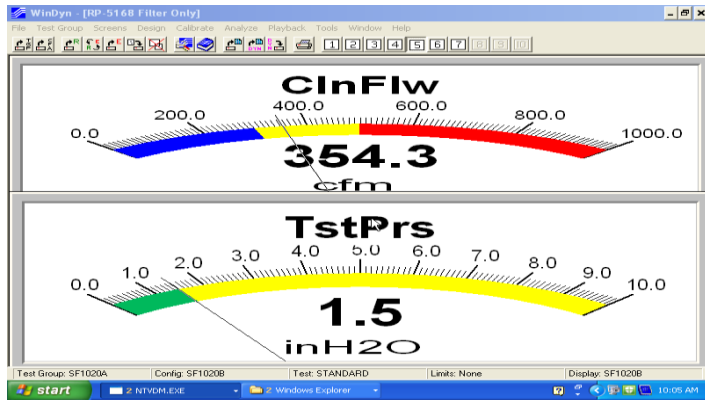 WinDyn - [RP-5168 Filter Only]
File Test Group Screens Design Calibrate Analyze Playback Tools Window Help
1 2 3 4 5 6 7 8 9 10
ClnFlw
0.0 200.0 400.0 600.0 800.0 1000.0
354.3
cfm
TstPrs
0.0 1.0 2.0 3.0 4.0 5.0 6.0 7.0 8.0 9.0 10.0
1.5
inH2O
Test Group: SF1020A Config: SF1020B Test: STANDARD Limits: None Display: SF1020B
start 2 NTVDM.EXE 2 Windows Explorer 10:05 AM